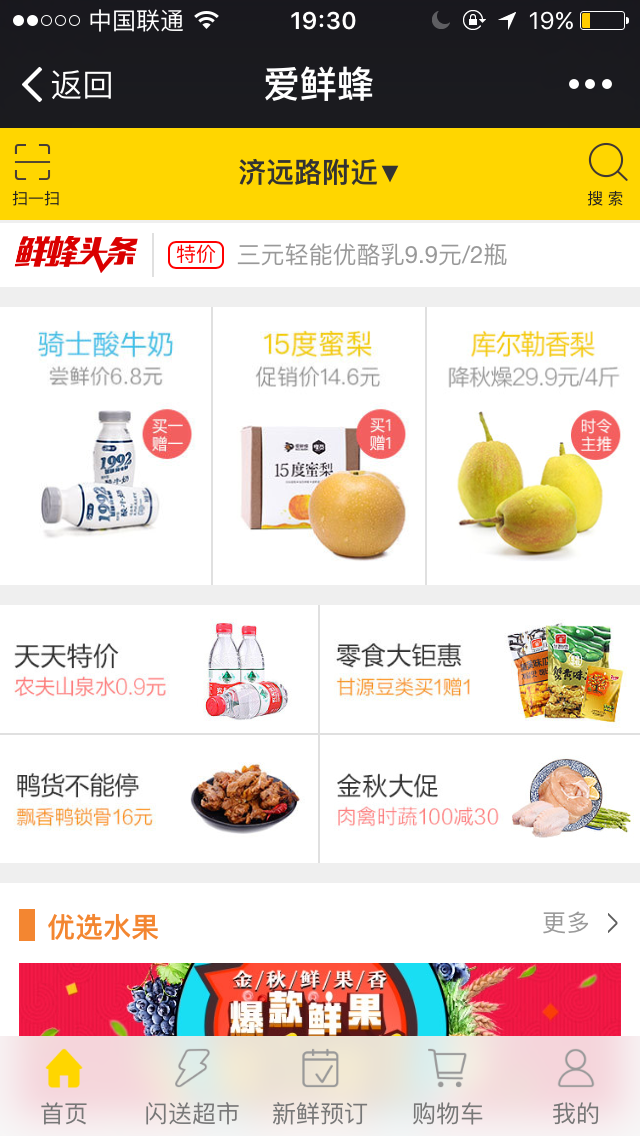 中国联通 19:30 19%
返回 爱鲜蜂
扫一扫 济远路附近▼ 搜索
鲜蜂头条 特价 三元轻能优酪乳9.9元/2瓶
骑士酸牛奶
尝鲜价6.8元
买一
赠一
1992
15度蜜梨
促销价14.6元
买1
赠1
15度蜜梨
库尔勒香梨
降秋燥29.9元/4斤
时令
主推
天天特价
农夫山泉水0.9元
零食大钜惠
甘源豆类买1赠1
鸭货不能停
飘香鸭锁骨16元
金秋大促
肉禽时蔬100减30
优选水果 更多
金/秋/鲜/果/香
爆款鲜果
首页 闪送超市 新鲜预订 购物车 我的